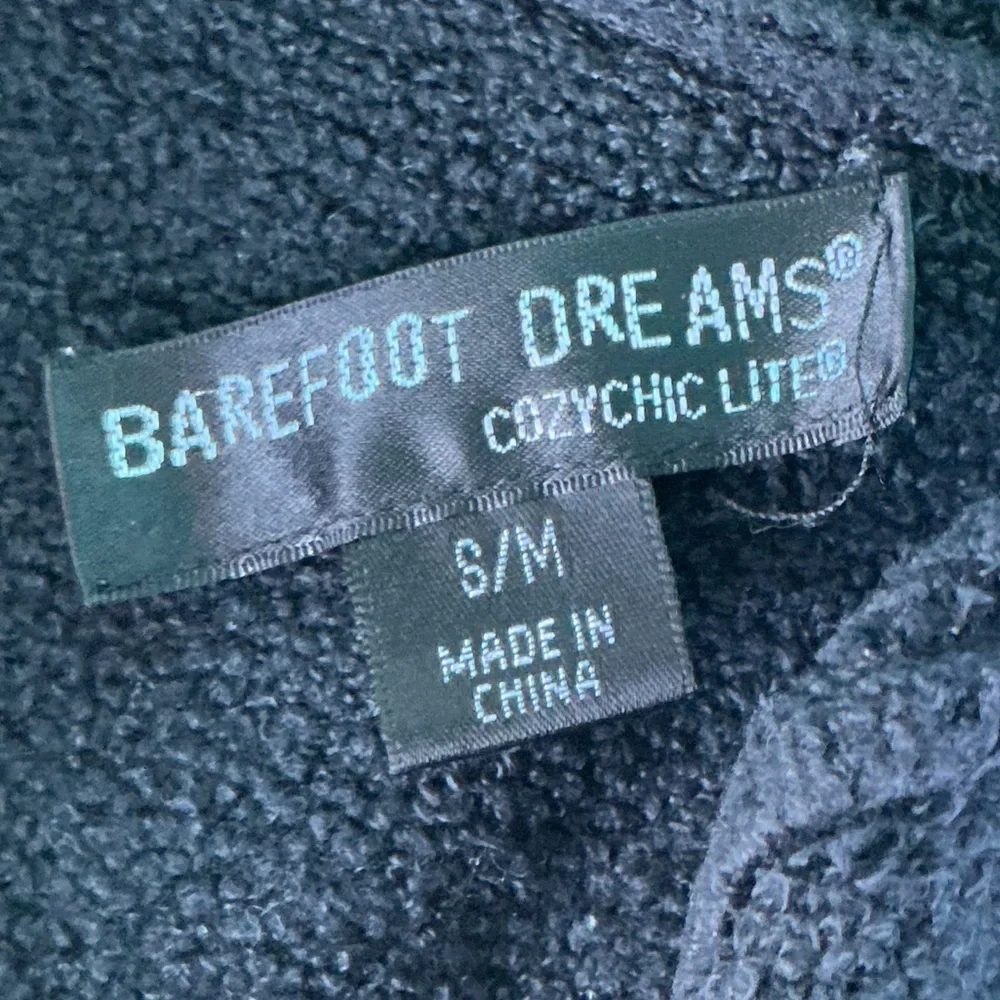 BAREFOOT DREAMS®
COZYCHIC LITE®
S/M
MADE IN
CHINA